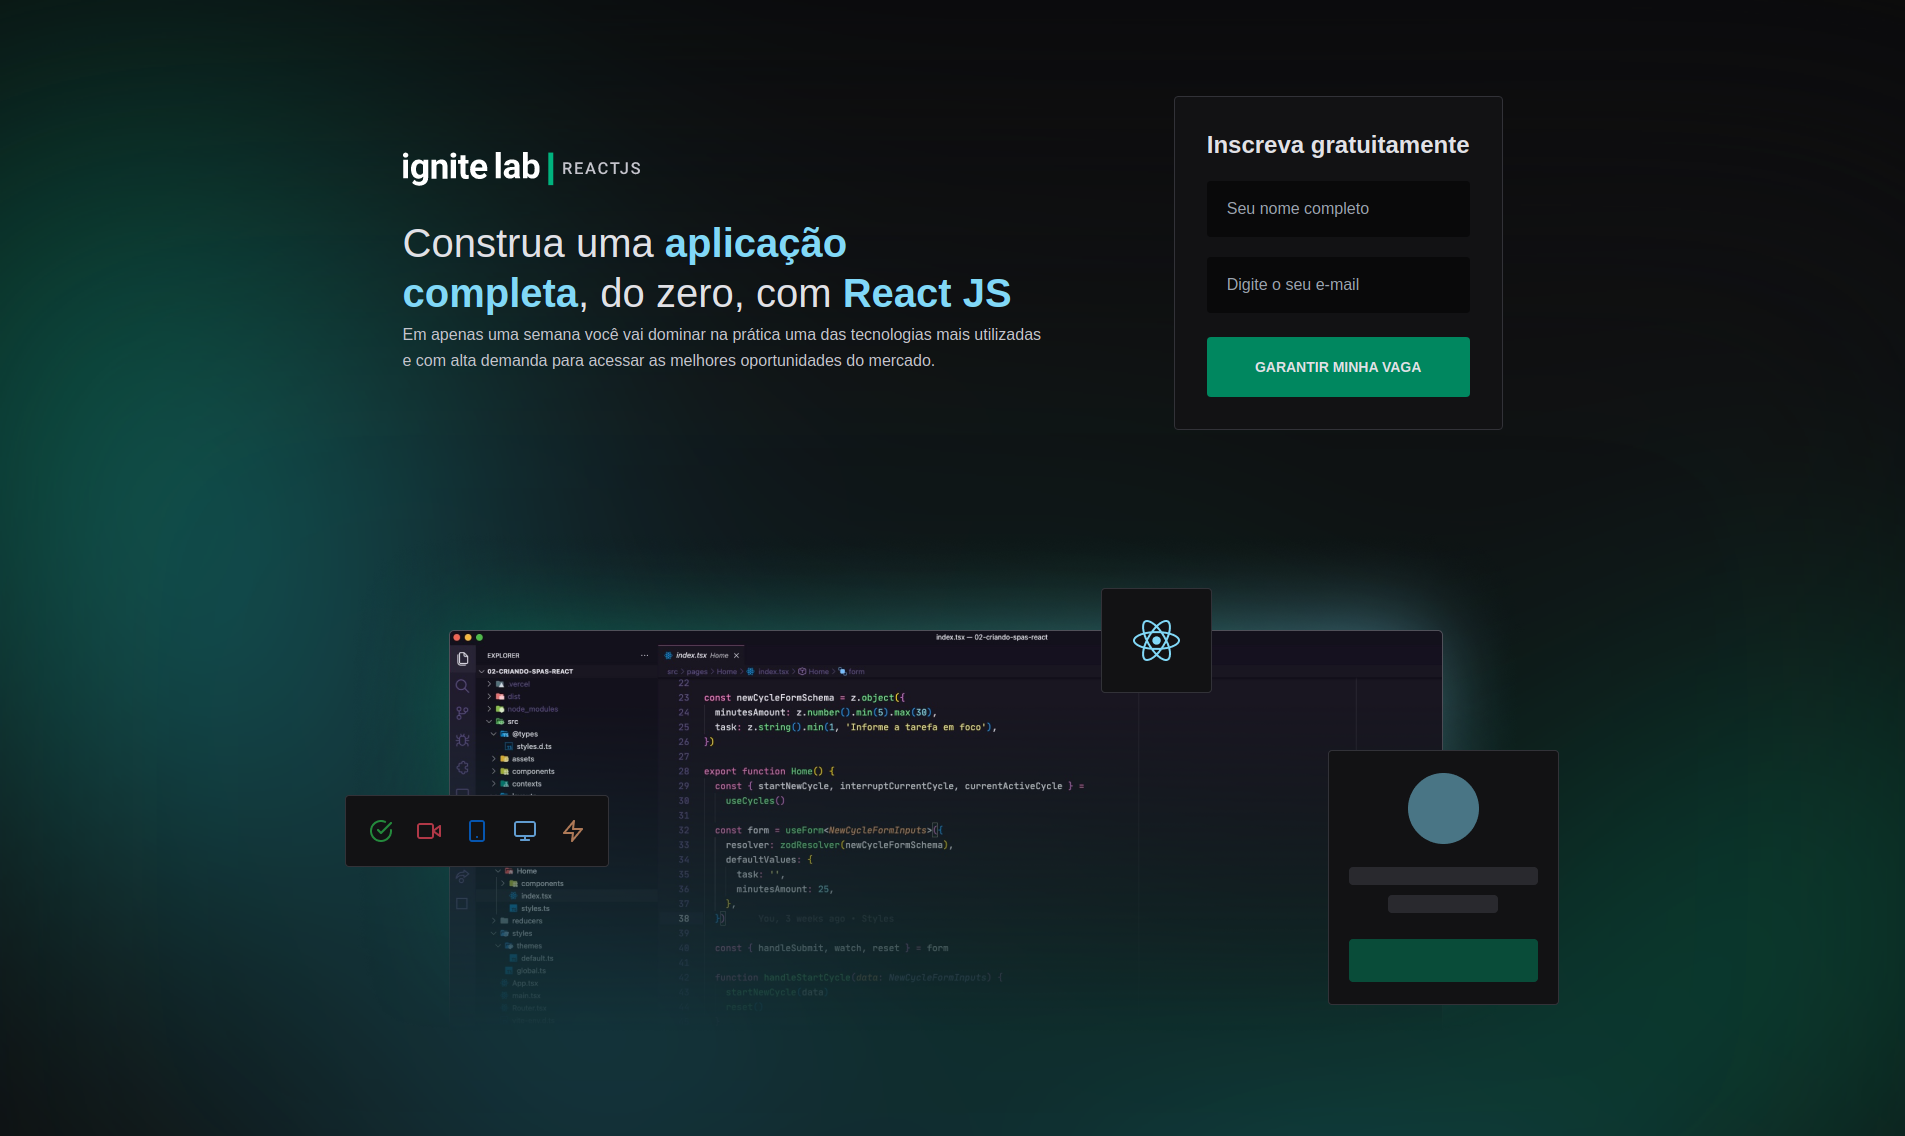 ignite lab
REACTJS
Construa uma aplicação
completa, do zero, com React JS
Em apenas uma semana você vai dominar na prática uma das tecnologias mais utilizadas
e com alta demanda para acessar as melhores oportunidades do mercado.
Inscreva gratuitamente
Seu nome completo
Digite o seu e-mail
GARANTIR MINHA VAGA
index.tsx — 02-criando-spas-react
EXPLORER
02-CRIANDO-SPAS-REACT
.vercel
dist
node_modules
src
@types
styles.d.ts
assets
components
contexts
Home
components
index.tsx
styles.ts
reducers
styles
themes
default.ts
global.ts
App.tsx
main.tsx
index.tsx Home
src > pages > Home > index.tsx > Home > form
22
23 const newCycleFormSchema = z.object({
24 minutesAmount: z.number().min(5).max(30),
25 task: z.string().min(1, 'Informe a tarefa em foco'),
26 })
27
28 export function Home() {
29 const { startNewCycle, interruptCurrentCycle, currentActiveCycle } =
30 useCycles()
31
32 const form = useForm<NewCycleFormInputs>({
33 resolver: zodResolver(newCycleFormSchema),
34 defaultValues: {
35 task: '',
36 minutesAmount: 25,
37 },
38 }) You, 3 weeks ago • Styles
39
40 const { handleSubmit, watch, reset } = form
41
42 function handleStartCycle(data: NewCycleFormInputs) {
startNewCycle(data)
reset()